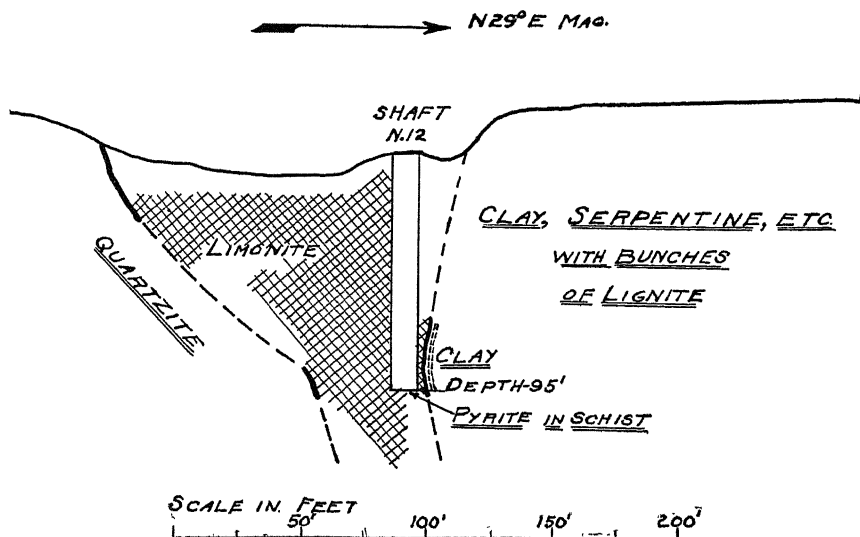 N29° E MAG.
SHAFT
N.12
LIMONITE
QUARTZITE
CLAY, SERPENTINE, ETC.
WITH BUNCHES
OF LIGNITE
CLAY
DEPTH-95'
PYRITE IN SCHIST
SCALE IN FEET
50' 100' 150' 200'